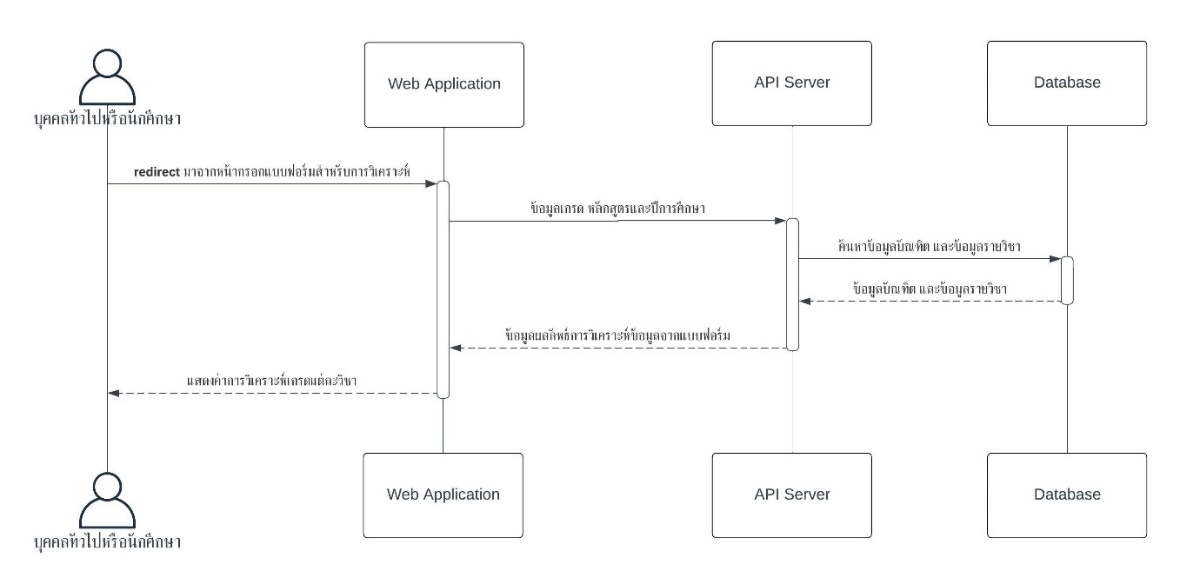 Web Application
API Server
Database
บุคคลทั่วไปหรือนักศึกษา
redirect มาจากหน้ากรอกแบบฟอร์มสำหรับการวิเคราะห์
ข้อมูลเกรด หลักสูตรและปีการศึกษา
ค้นหาข้อมูลบัณฑิต และข้อมูลรายวิชา
ข้อมูลบัณฑิต และข้อมูลรายวิชา
ข้อมูลผลลัพธ์การวิเคราะห์ข้อมูลจากแบบฟอร์ม
แสดงค่าการวิเคราะห์เกรดแต่ละวิชา
Web Application
API Server
Database
บุคคลทั่วไปหรือนักศึกษา